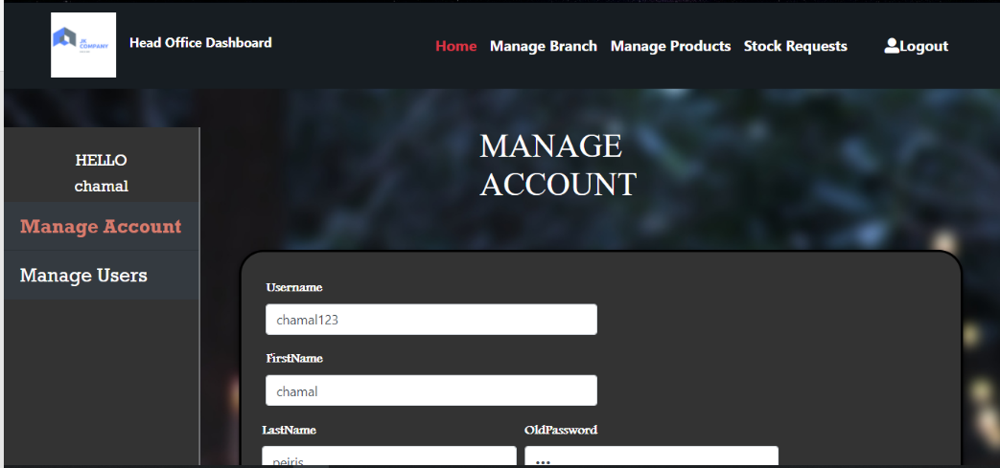 JK
COMPANY
Head Office Dashboard
Home Manage Branch Manage Products Stock Requests Logout
HELLO
chamal
Manage Account
Manage Users
MANAGE
ACCOUNT
Username
chamal123
FirstName
chamal
LastName OldPassword
peiris •••